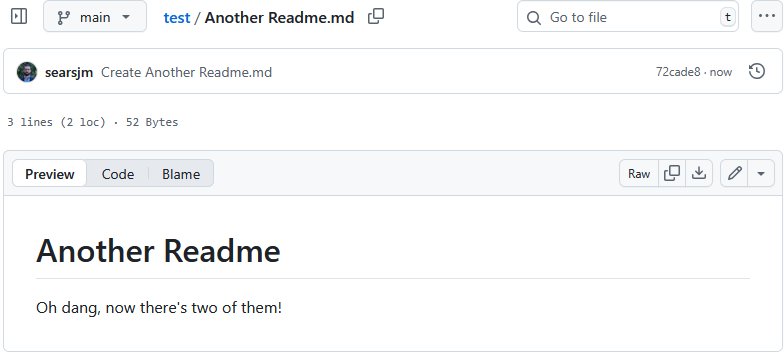 main test / Another Readme.md Go to file t
searsjm Create Another Readme.md 72cade8 · now
3 lines (2 loc) · 52 Bytes
Preview Code Blame Raw
Another Readme
Oh dang, now there's two of them!